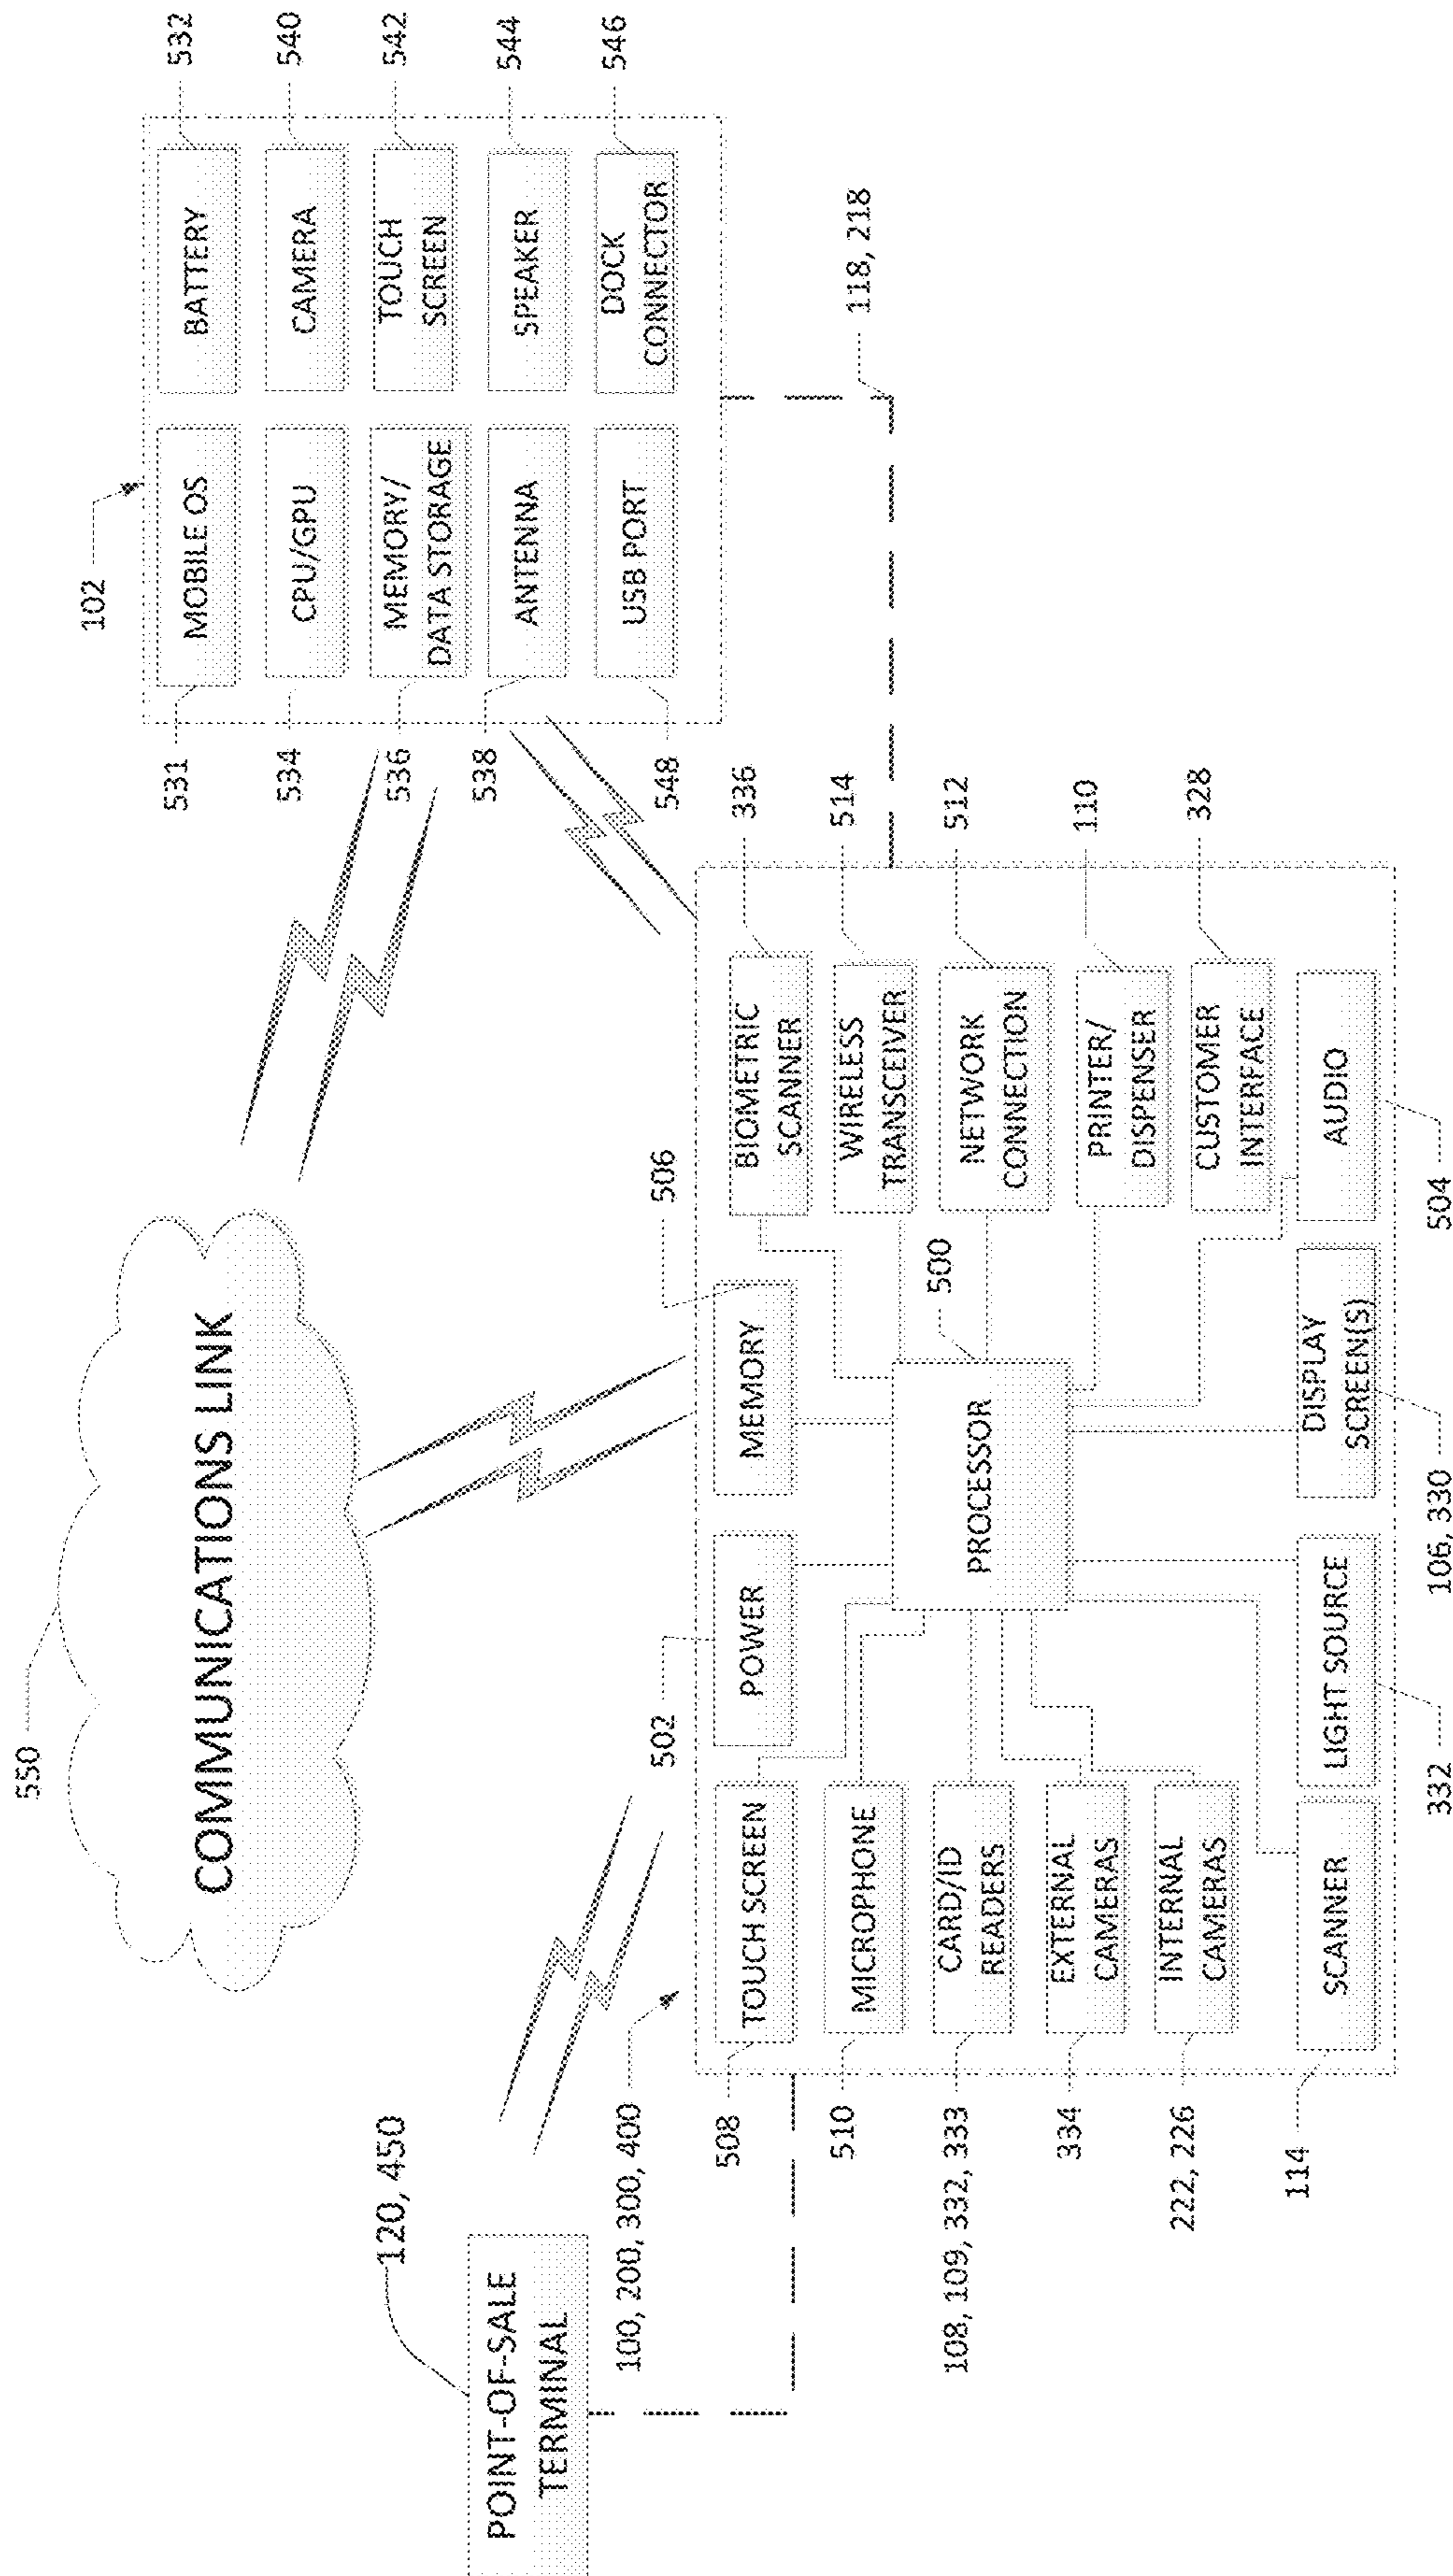 550
COMMUNICATIONS LINK
120, 450
POINT-OF-SALE
TERMINAL
102
531
MOBILE OS
BATTERY
532
534
CPU/GPU
CAMERA
540
536
MEMORY/
DATA STORAGE
TOUCH
SCREEN
542
538
ANTENNA
SPEAKER
544
548
USB PORT
DOCK
CONNECTOR
546
118, 218
100, 200, 300, 400
502
506
508
TOUCH SCREEN
POWER
MEMORY
BIOMETRIC
SCANNER
336
510
MICROPHONE
WIRELESS
TRANSCEIVER
514
500
PROCESSOR
108, 109, 332, 333
CARD/ID
READERS
NETWORK
CONNECTION
512
334
EXTERNAL
CAMERAS
PRINTER/
DISPENSER
110
222, 226
INTERNAL
CAMERAS
CUSTOMER
INTERFACE
328
114
SCANNER
LIGHT SOURCE
DISPLAY
SCREEN(S)
AUDIO
332
106, 330
504